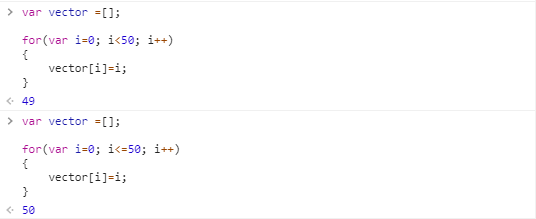 > var vector =[];
for(var i=0; i<50; i++)
{
    vector[i]=i;
}
<· 49
> var vector =[];
for(var i=0; i<=50; i++)
{
    vector[i]=i;
}
<· 50